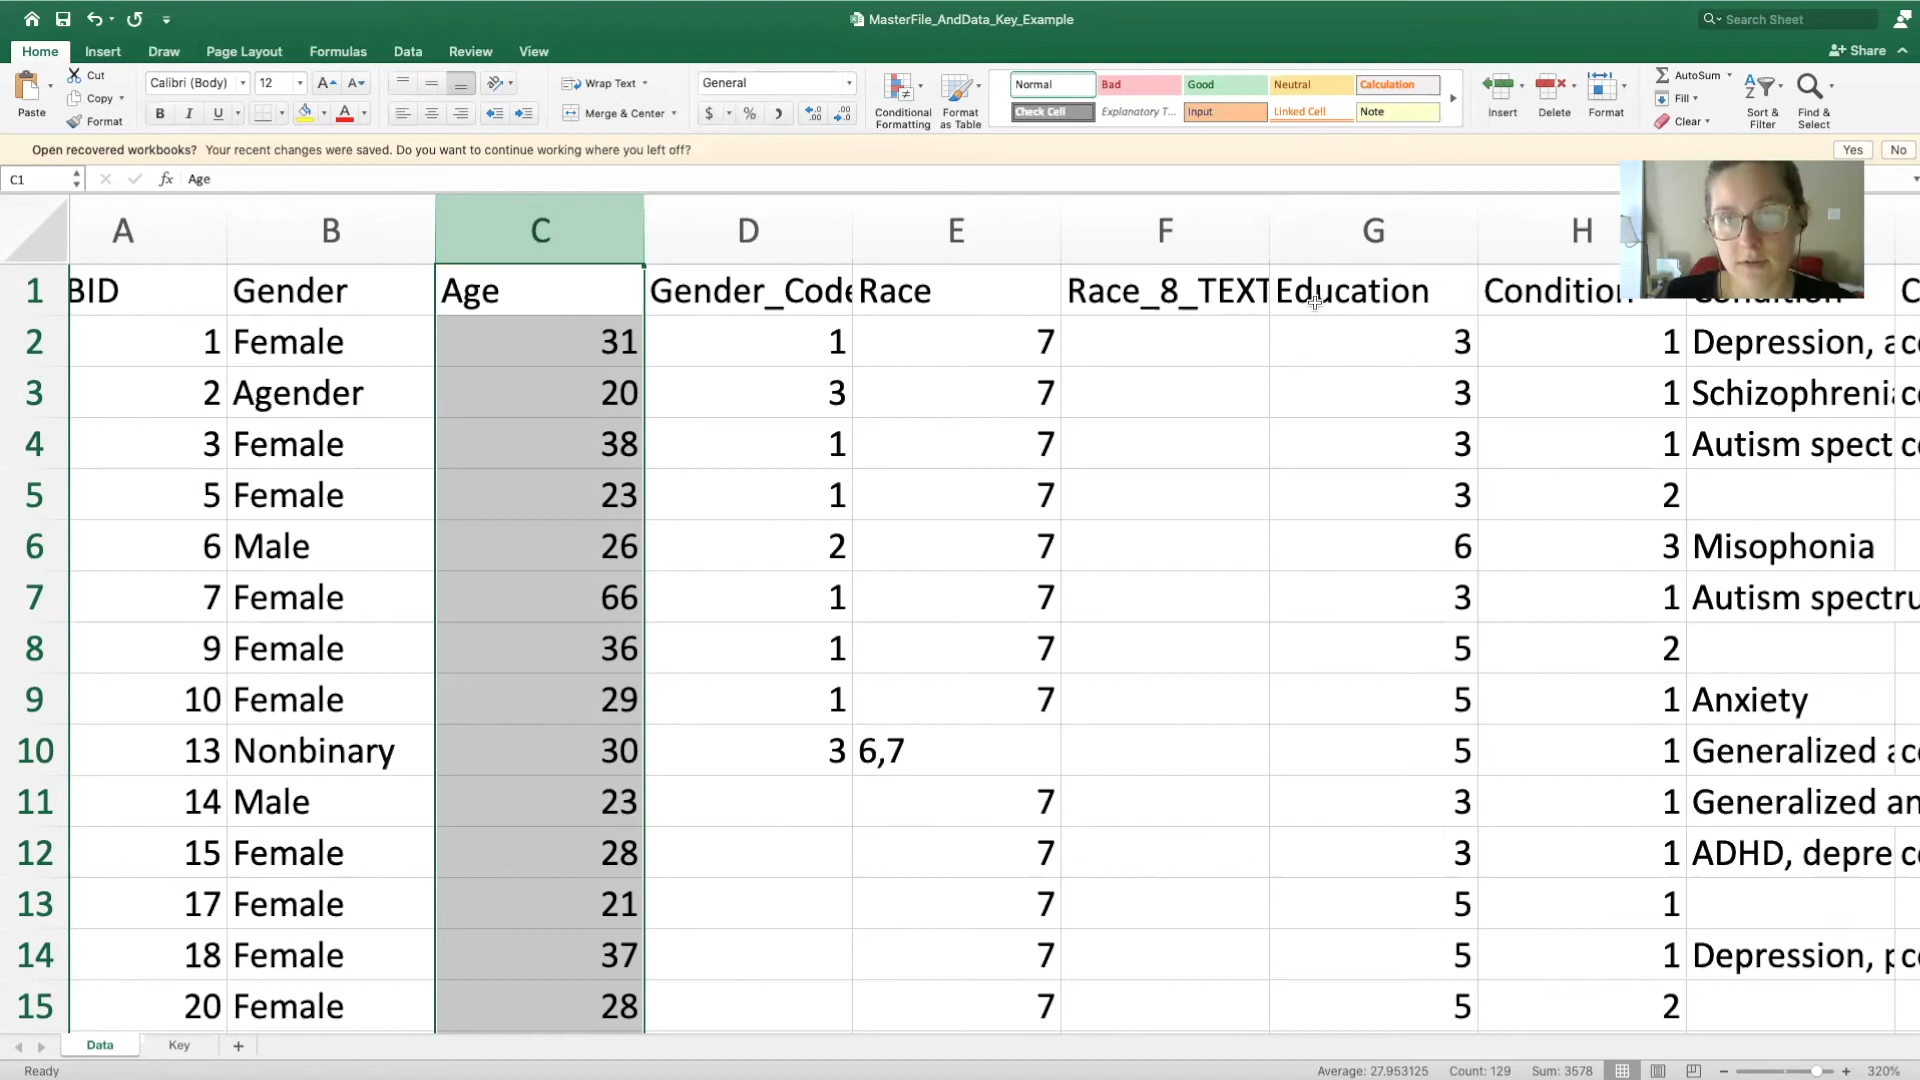 MasterFile_AndData_Key_Example
Search Sheet
Home Insert Draw Page Layout Formulas Data Review View
Share
Paste
Cut
Copy
Format
Calibri (Body) 12
A A
B I U A
Wrap Text
Merge & Center
General
$ %
Conditional Formatting
Format as Table
Normal Bad Good Neutral Calculation
Check Cell Explanatory T... Input Linked Cell Note
Insert Delete Format
AutoSum
Fill
Clear
Sort & Filter
Find & Select
Open recovered workbooks? Your recent changes were saved. Do you want to continue working where you left off?
Yes No
C1 fx Age
A B C D E F G H
1 BID Gender Age Gender_Code Race Race_8_TEXT Education Condition C
2 1 Female 31 1 7 3 1 Depression, a cc
3 2 Agender 20 3 7 3 1 Schizophrenia cc
4 3 Female 38 1 7 3 1 Autism spect cc
5 5 Female 23 1 7 3 2
6 6 Male 26 2 7 6 3 Misophonia
7 7 Female 66 1 7 3 1 Autism spectru
8 9 Female 36 1 7 5 2
9 10 Female 29 1 7 5 1 Anxiety
10 13 Nonbinary 30 3 6,7 5 1 Generalized a cc
11 14 Male 23 7 3 1 Generalized an
12 15 Female 28 7 3 1 ADHD, depre cc
13 17 Female 21 7 5 1
14 18 Female 37 7 5 1 Depression, p cc
15 20 Female 28 7 5 2
Data Key +
Ready Average: 27.953125 Count: 129 Sum: 3578 − + 320%